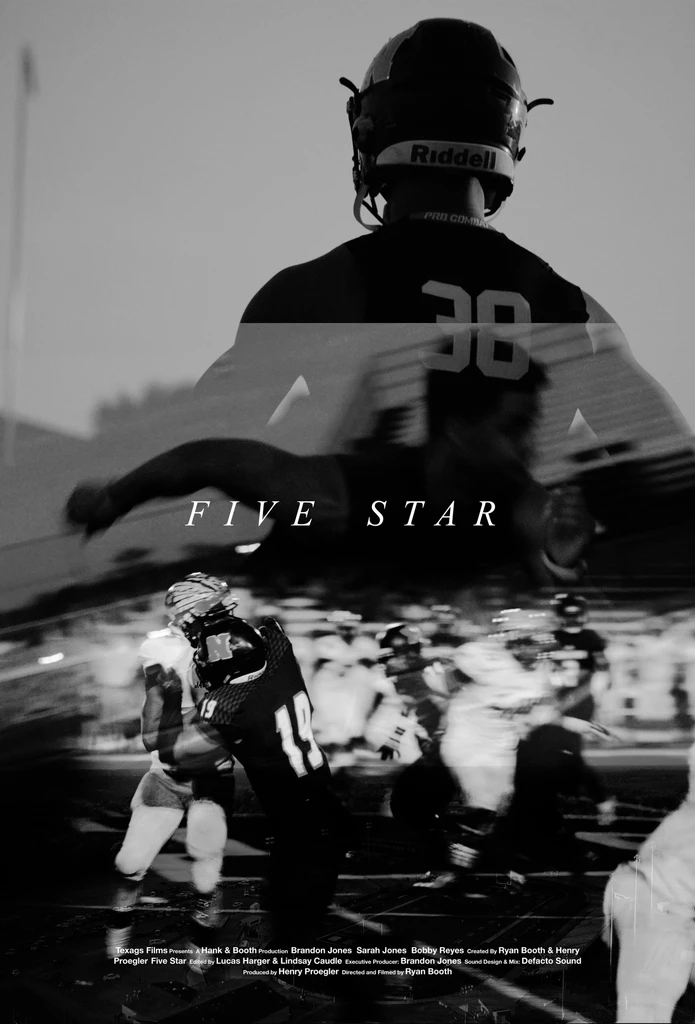 Riddell
PRO COMBAT
38
FIVE STAR
N
19
19
Texags Films Presents A Hank & Booth Production Brandon Jones Sarah Jones Bobby Reyes Created By Ryan Booth & Henry
Proegler Five Star Edited by Lucas Harger & Lindsay Caudle Executive Producer: Brandon Jones Sound Design & Mix: Defacto Sound
Produced by Henry Proegler Directed and Filmed by Ryan Booth